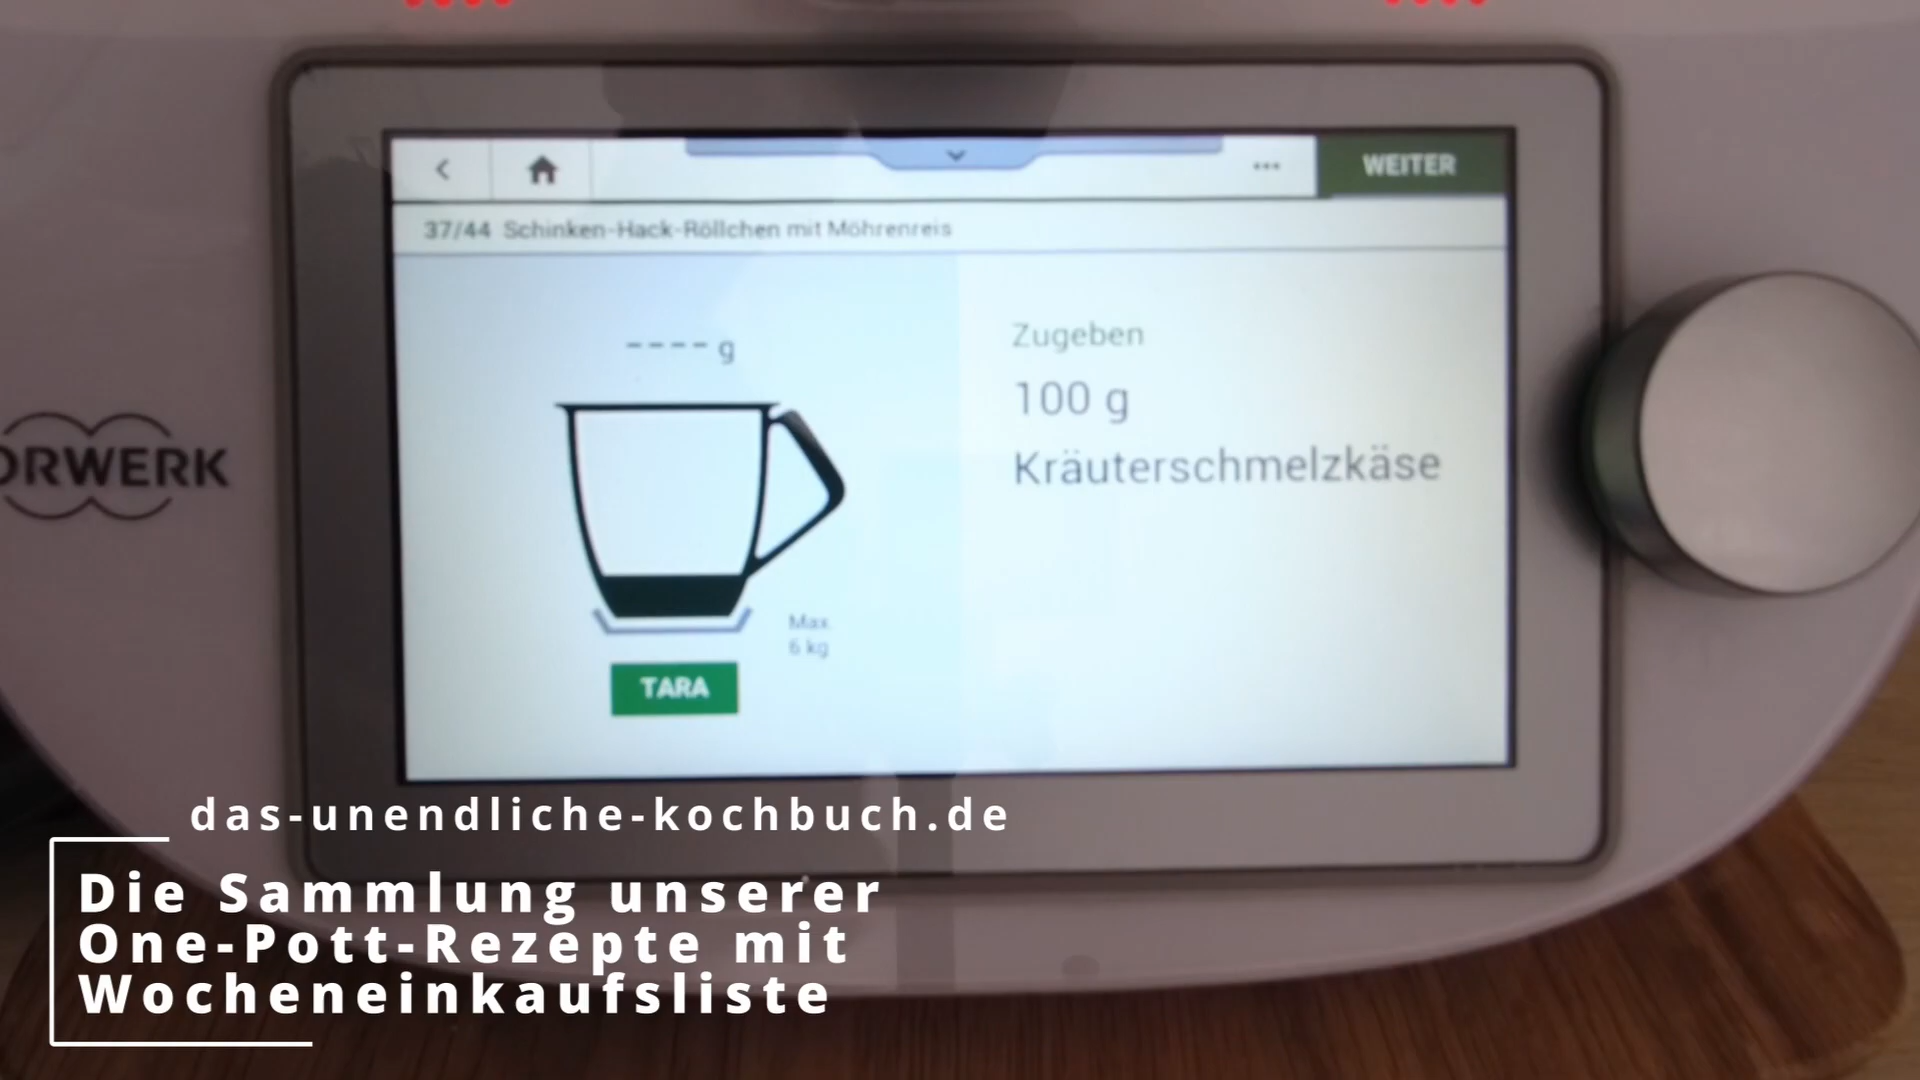 WEITER
37/44 Schinken-Hack-Röllchen mit Möhrenreis
---- g
Zugeben
100 g
Kräuterschmelzkäse
ORWERK
Max.
6 kg
TARA
das-unendliche-kochbuch.de
Die Sammlung unserer
One-Pott-Rezepte mit
Wocheneinkaufsliste